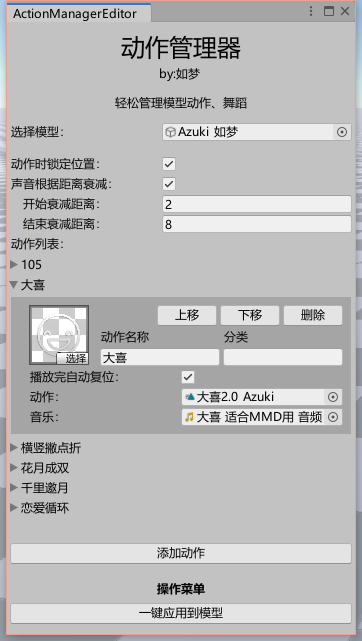 ActionManagerEditor
动作管理器
by:如梦
轻松管理模型动作、舞蹈
选择模型: Azuki 如梦
动作时锁定位置:
声音根据距离衰减:
开始衰减距离: 2
结束衰减距离: 8
动作列表:
105
大喜
上移 下移 删除
选择
动作名称 分类
大喜
播放完自动复位:
动作: 大喜2.0 Azuki
音乐: 大喜 适合MMD用 音频
横竖撇点折
花月成双
千里邀月
恋爱循环
添加动作
操作菜单
一键应用到模型